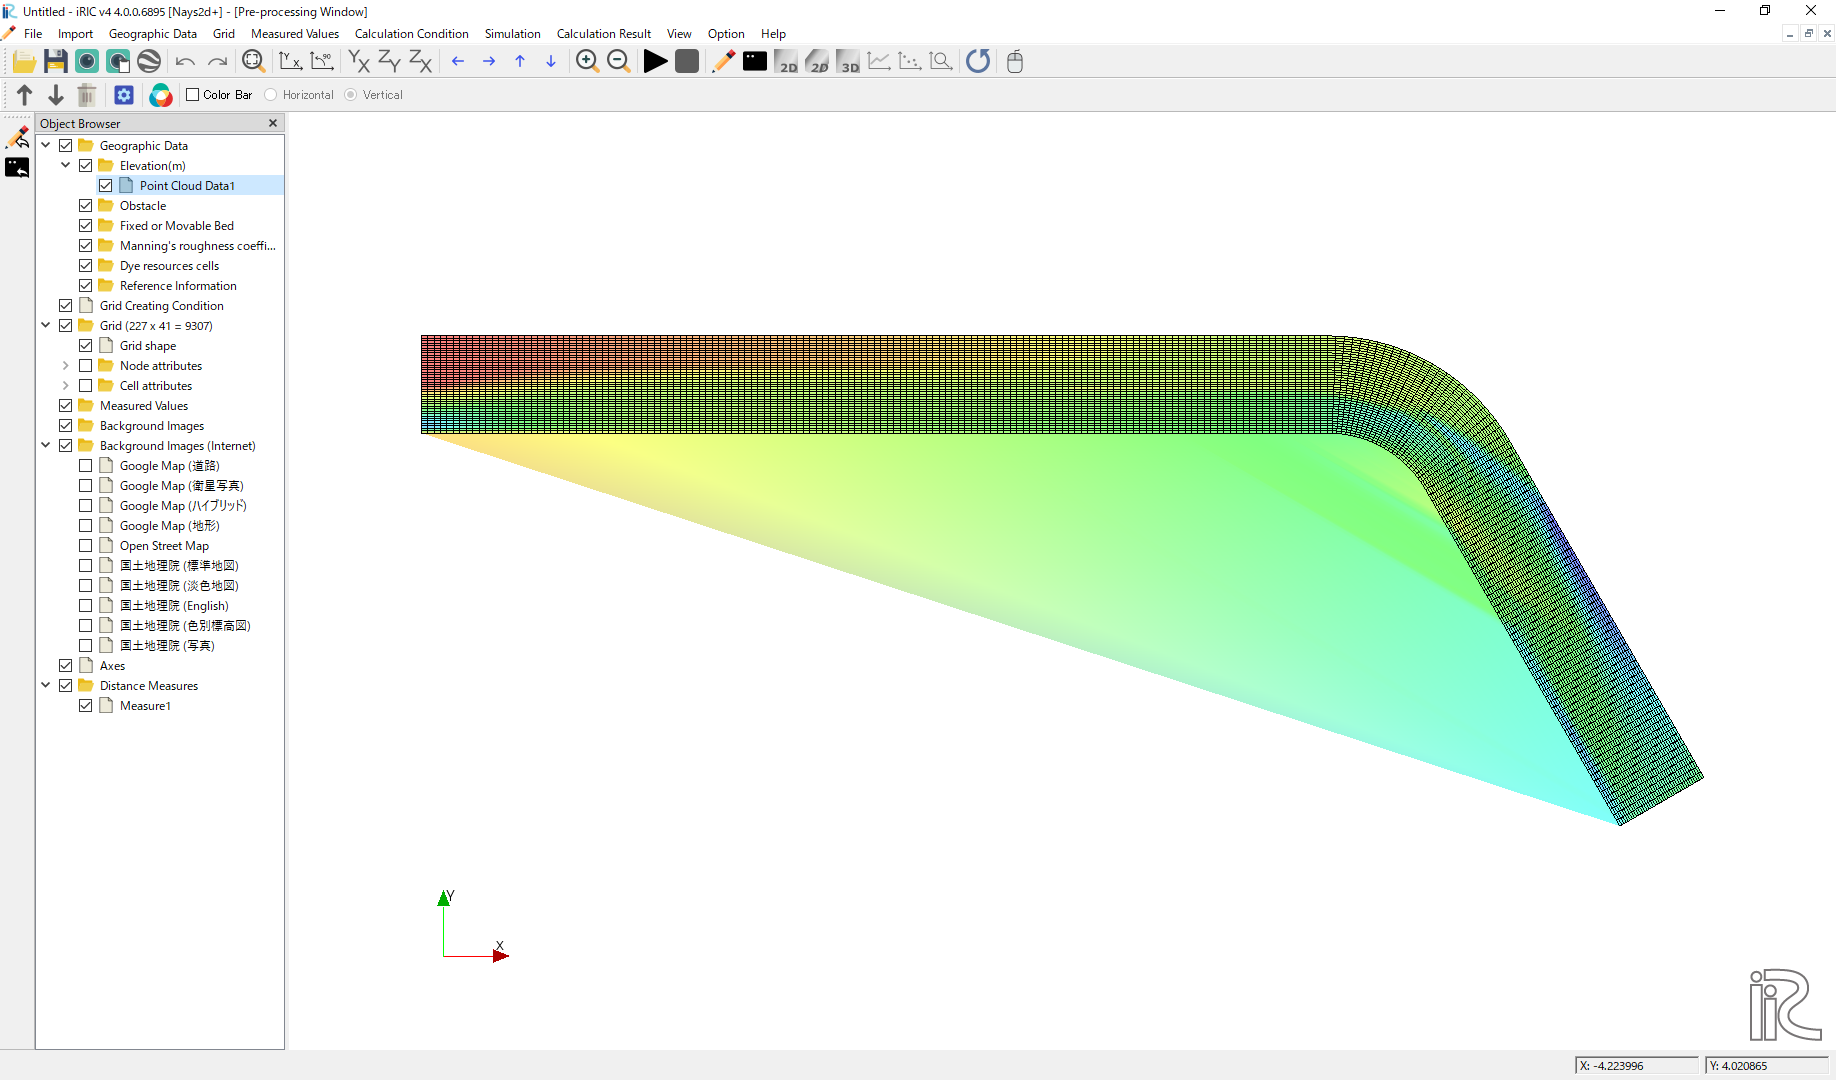 Untitled - iRIC v4 4.0.0.6895 [Nays2d+] - [Pre-processing Window]
File Import Geographic Data Grid Measured Values Calculation Condition Simulation Calculation Result View Option Help
YX ZY ZX 2D 2D 3D
Color Bar Horizontal Vertical
Object Browser
Geographic Data
Elevation(m)
Point Cloud Data1
Obstacle
Fixed or Movable Bed
Manning's roughness coeffi...
Dye resources cells
Reference Information
Grid Creating Condition
Grid (227 x 41 = 9307)
Grid shape
Node attributes
Cell attributes
Measured Values
Background Images
Background Images (Internet)
Google Map (道路)
Google Map (衛星写真)
Google Map (ハイブリッド)
Google Map (地形)
Open Street Map
国土地理院 (標準地図)
国土地理院 (淡色地図)
国土地理院 (English)
国土地理院 (色別標高図)
国土地理院 (写真)
Axes
Distance Measures
Measure1
Y
X
iRIC
X: -4.223996 Y: 4.020865